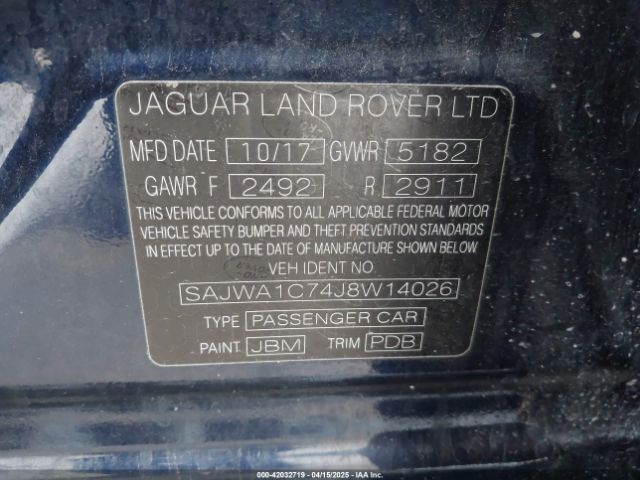 JAGUAR LAND ROVER LTD
MFD DATE 10/17 GVWR 5182
GAWR F 2492 R 2911
THIS VEHICLE CONFORMS TO ALL APPLICABLE FEDERAL MOTOR
VEHICLE SAFETY BUMPER AND THEFT PREVENTION STANDARDS
IN EFFECT UP TO THE DATE OF MANUFACTURE SHOWN BELOW
VEH IDENT NO
SAJWA1C74J8W14026
TYPE PASSENGER CAR
PAINT JBM TRIM PDB
000-42032719 - 04/15/2025 - IAA Inc.